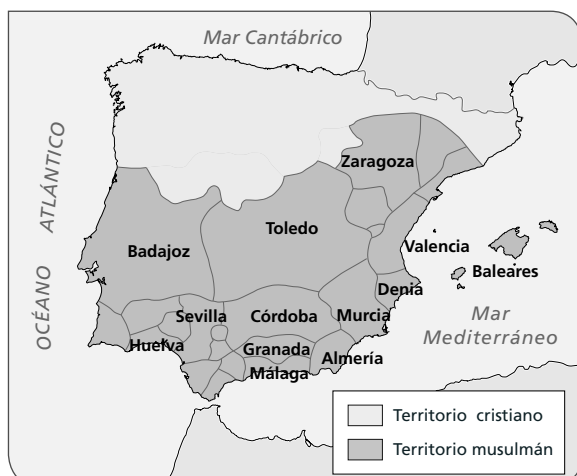 Mar Cantábrico
OCÉANO ATLÁNTICO
Zaragoza
Toledo
Badajoz
Valencia
Baleares
Denia
Sevilla
Córdoba
Murcia
Mar
Mediterráneo
Huelva
Granada
Almería
Málaga
Territorio cristiano
Territorio musulmán